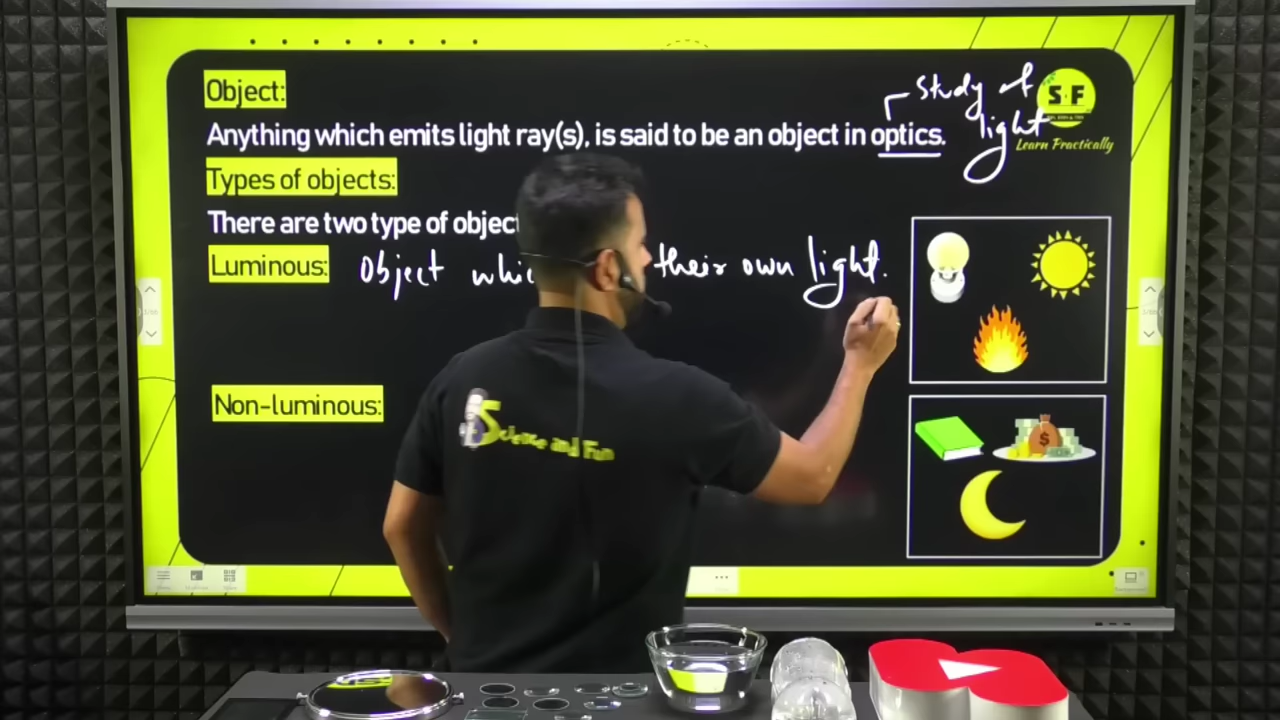 Object:
Study of
light
S·F
Learn Practically
Anything which emits light ray(s), is said to be an object in optics.
Types of objects:
There are two type of object
Luminous: Object whic their own light.
Non-luminous:
$
Science and Fun